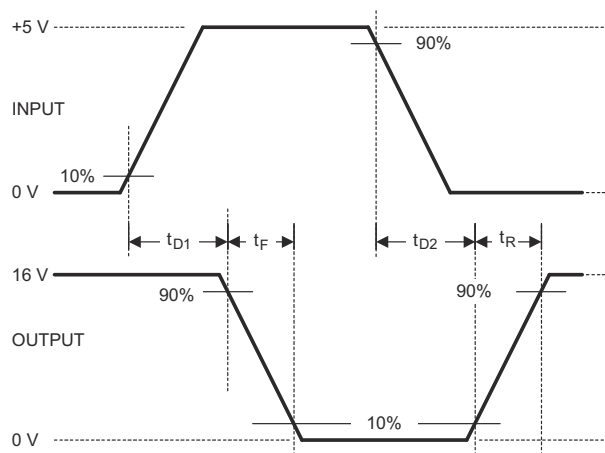 +5 V
90%
INPUT
10%
0 V
tD1
tF
tD2
tR
16 V
90%
90%
OUTPUT
10%
0 V